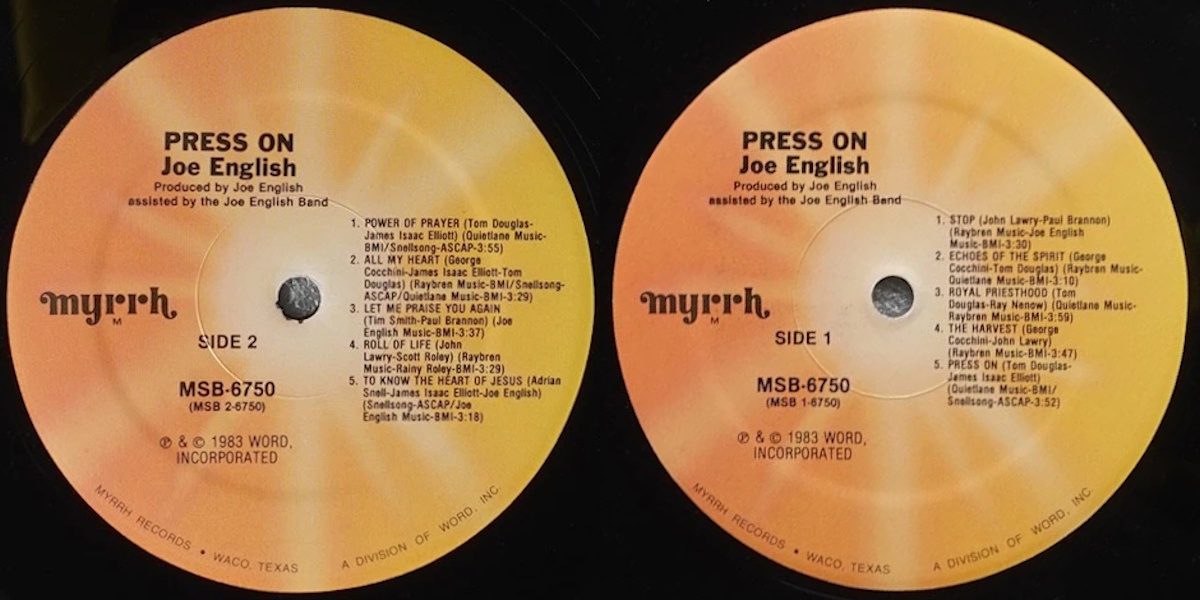 PRESS ON
Joe English
Produced by Joe English
assisted by the Joe English Band
1. POWER OF PRAYER (Tom Douglas-
James Isaac Elliott) (Quietlane Music-
BMI/Snellsong-ASCAP-3:55)
2. ALL MY HEART (George
Cocchini-James Isaac Elliott-Tom
Douglas) (Raybren Music-BMI/Snellsong-
ASCAP/Quietlane Music-BMI-3:29)
3. LET ME PRAISE YOU AGAIN
(Tim Smith-Paul Brannon) (Joe
English Music-BMI-3:37)
4. ROLL OF LIFE (John
Lawry-Scott Roley) (Raybren
Music-Rainy Roley-BMI-3:29)
5. TO KNOW THE HEART OF JESUS (Adrian
Snell-James Isaac Elliott-Joe English)
(Snellsong-ASCAP/Joe
English Music-BMI-3:18)
myrrh
M
SIDE 2
MSB-6750
(MSB 2-6750)
℗ & © 1983 WORD,
INCORPORATED
MYRRH RECORDS • WACO, TEXAS A DIVISION OF WORD, INC.
PRESS ON
Joe English
Produced by Joe English
assisted by the Joe English Band
1. STOP (John Lawry-Paul Brannon)
(Raybren Music-Joe English
Music-BMI-3:30)
2. ECHOES OF THE SPIRIT (George
Cocchini-Tom Douglas) (Raybren Music-
Quietlane Music-BMI-3:10)
3. ROYAL PRIESTHOOD (Tom
Douglas-Ray Nenow) (Quietlane Music-
Raybren Music-BMI-3:59)
4. THE HARVEST (George
Cocchini-John Lawry)
(Raybren Music-BMI-3:47)
5. PRESS ON (Tom Douglas-
James Isaac Elliott)
(Quietlane Music-BMI/
Snellsong-ASCAP-3:52)
myrrh
M
SIDE 1
MSB-6750
(MSB 1-6750)
℗ & © 1983 WORD,
INCORPORATED
MYRRH RECORDS • WACO, TEXAS A DIVISION OF WORD, INC.